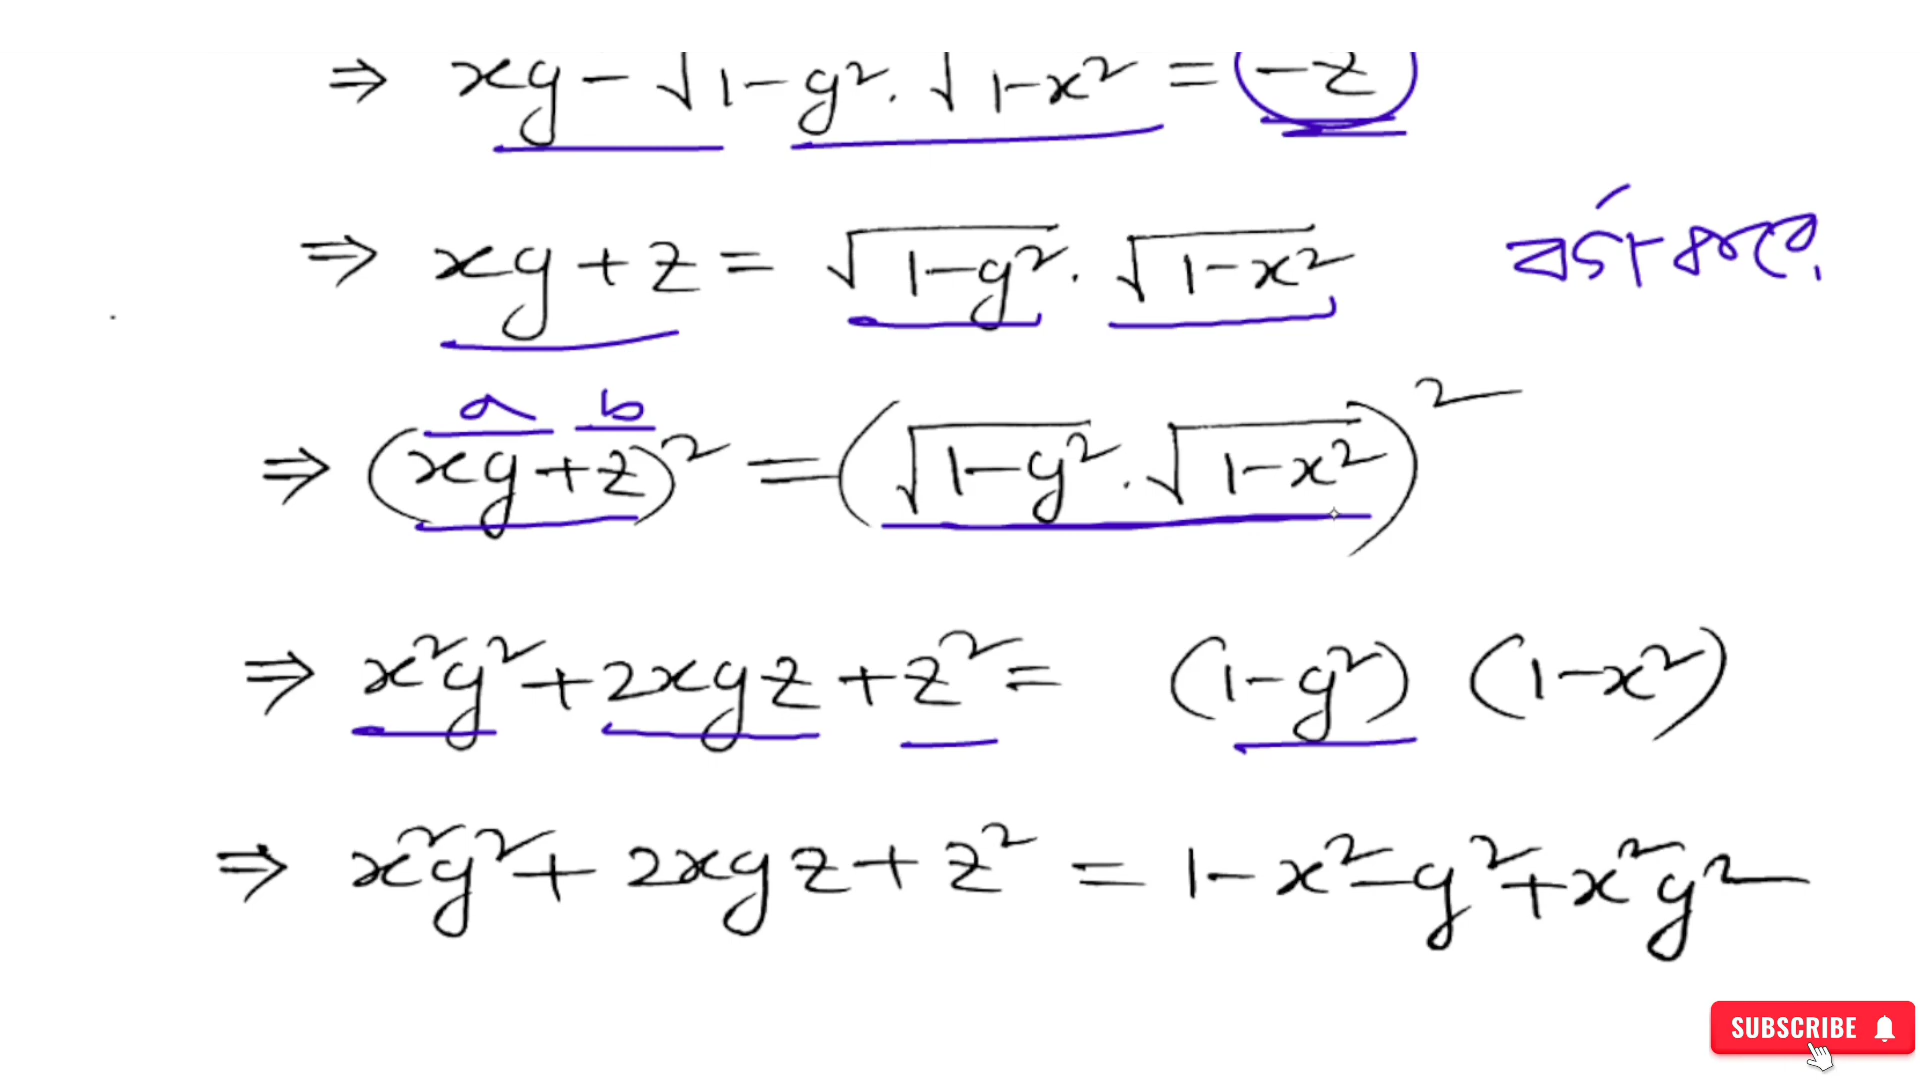 ⇒ xy − √1−y². √1−x² = −z
⇒ xy + z = √1−y². √1−x²
বর্গ করে,
a b
⇒ (xy+z)² = (√1−y². √1−x²)²
⇒ x²y² + 2xyz + z² = (1−y²) (1−x²)
⇒ x²y² + 2xyz + z² = 1−x²−y²+x²y²
SUBSCRIBE